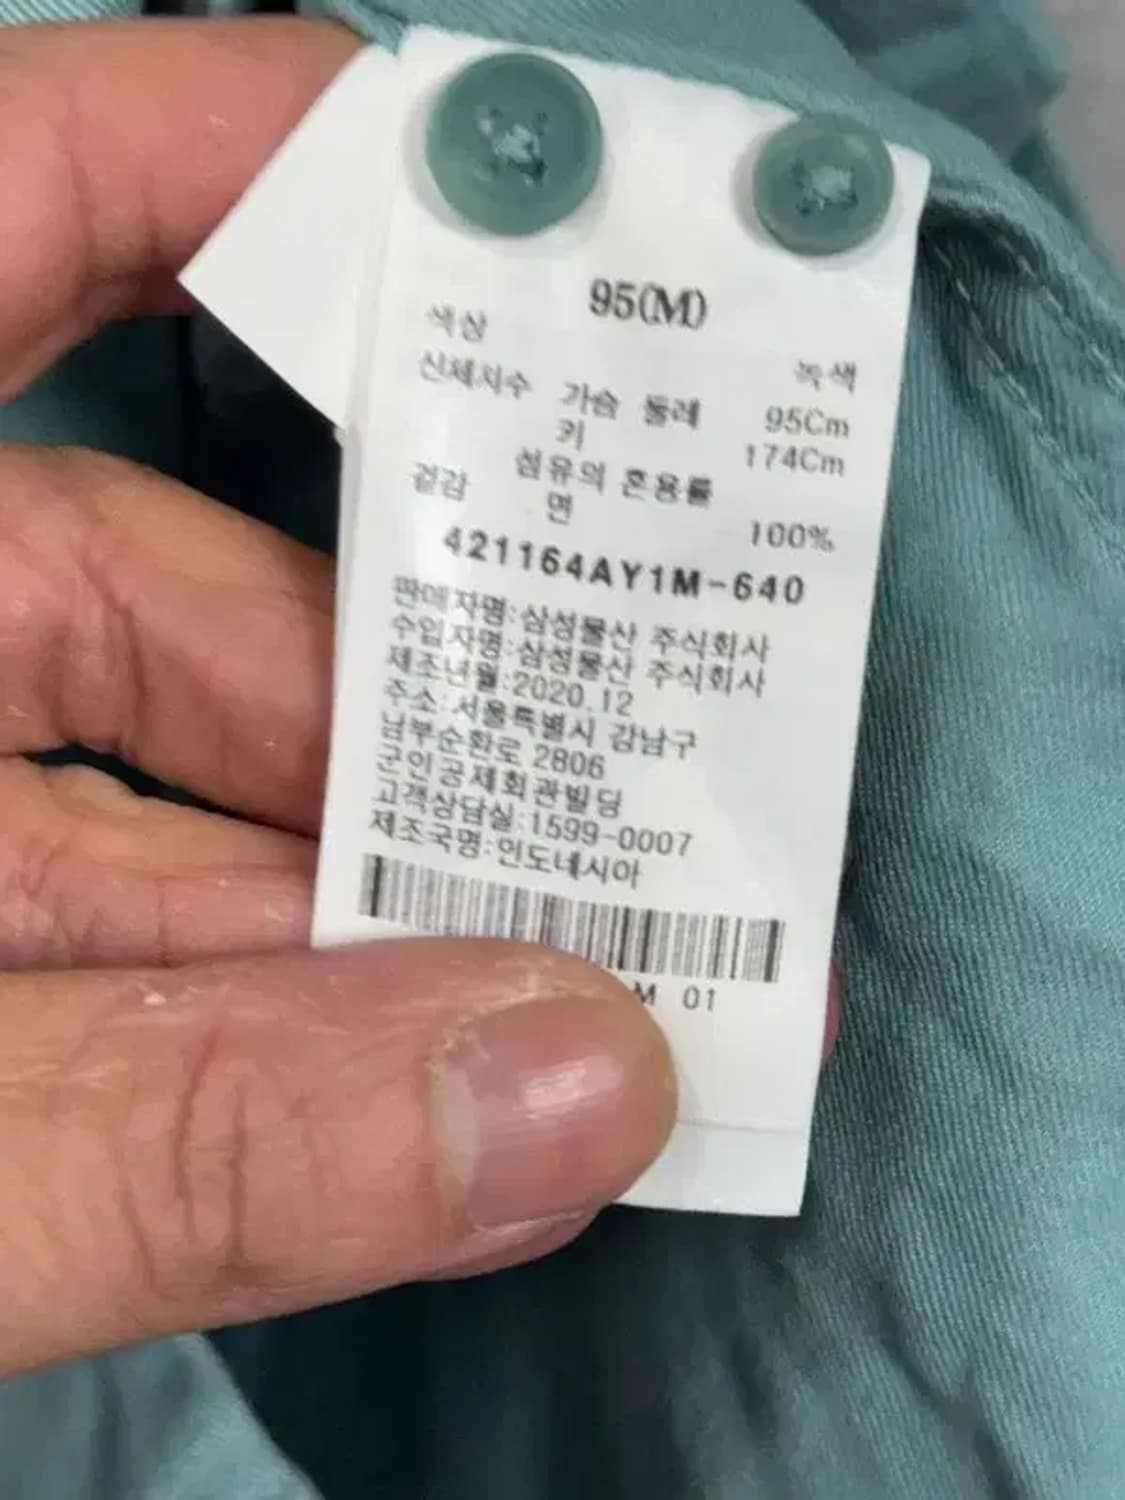 95(M)
색상 녹색
신체치수 가슴 둘레 95Cm
키 174Cm
섬유의 혼용률
겉감 면 100%
421164AY1M-640
판매자명:삼성물산 주식회사
수입자명:삼성물산 주식회사
제조년월:2020.12
주소:서울특별시 강남구
남부순환로 2806
군인공제회관빌딩
고객상담실:1599-0007
제조국명:인도네시아
M 01